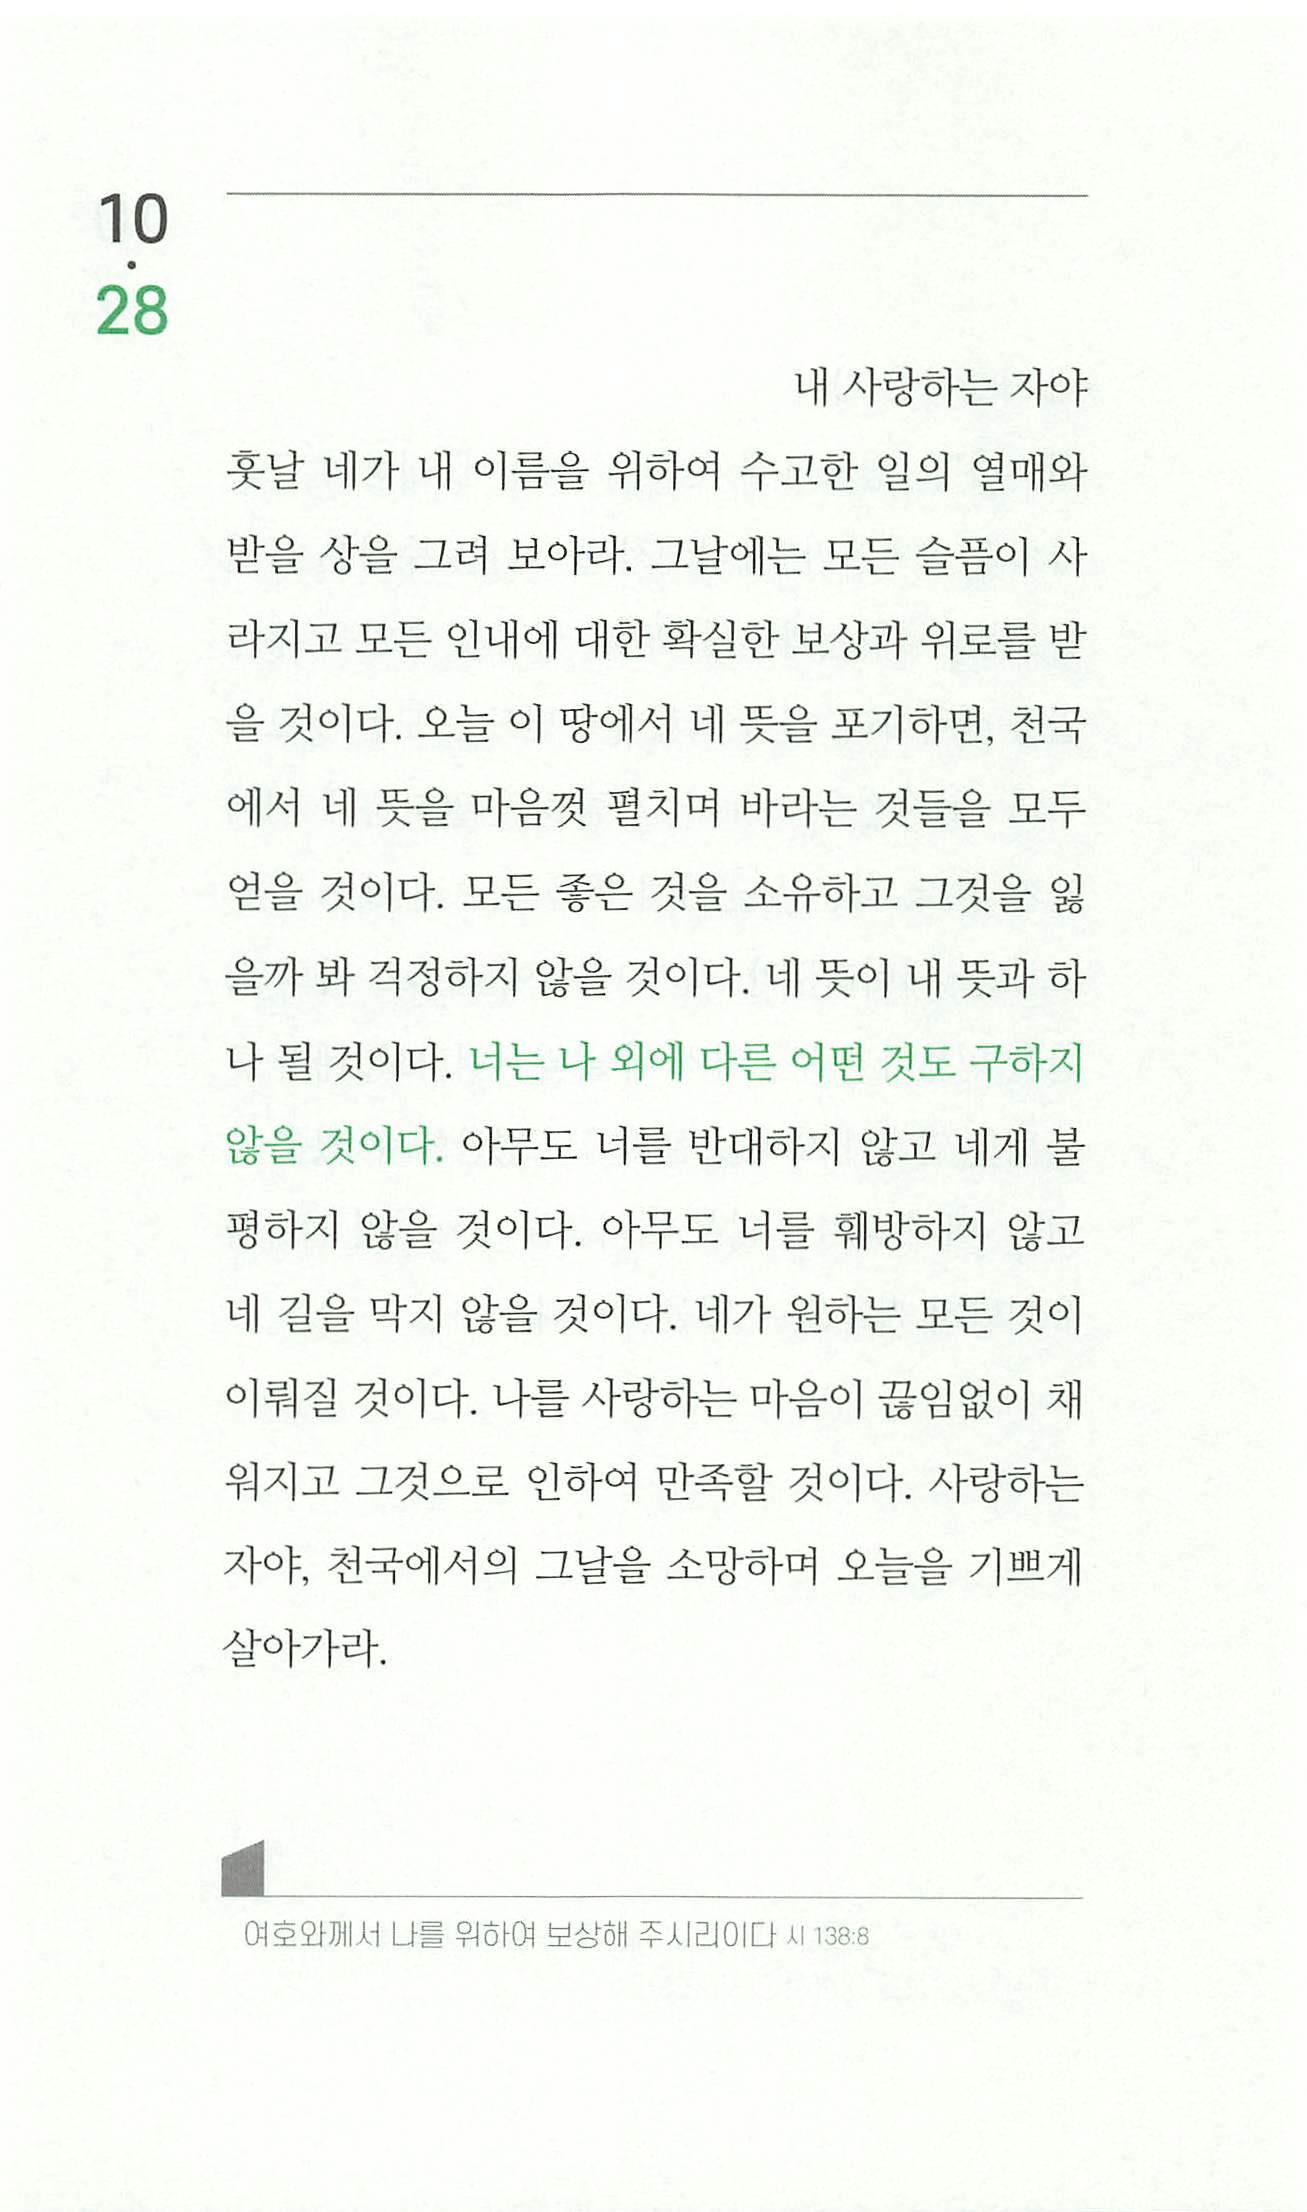 10
·
28
내 사랑하는 자야
훗날 네가 내 이름을 위하여 수고한 일의 열매와
받을 상을 그려 보아라. 그날에는 모든 슬픔이 사
라지고 모든 인내에 대한 확실한 보상과 위로를 받
을 것이다. 오늘 이 땅에서 네 뜻을 포기하면, 천국
에서 네 뜻을 마음껏 펼치며 바라는 것들을 모두
얻을 것이다. 모든 좋은 것을 소유하고 그것을 잃
을까 봐 걱정하지 않을 것이다. 네 뜻이 내 뜻과 하
나 될 것이다. 너는 나 외에 다른 어떤 것도 구하지
않을 것이다. 아무도 너를 반대하지 않고 네게 불
평하지 않을 것이다. 아무도 너를 훼방하지 않고
네 길을 막지 않을 것이다. 네가 원하는 모든 것이
이뤄질 것이다. 나를 사랑하는 마음이 끊임없이 채
워지고 그것으로 인하여 만족할 것이다. 사랑하는
자야, 천국에서의 그날을 소망하며 오늘을 기쁘게
살아가라.
여호와께서 나를 위하여 보상해 주시리이다 시 138:8